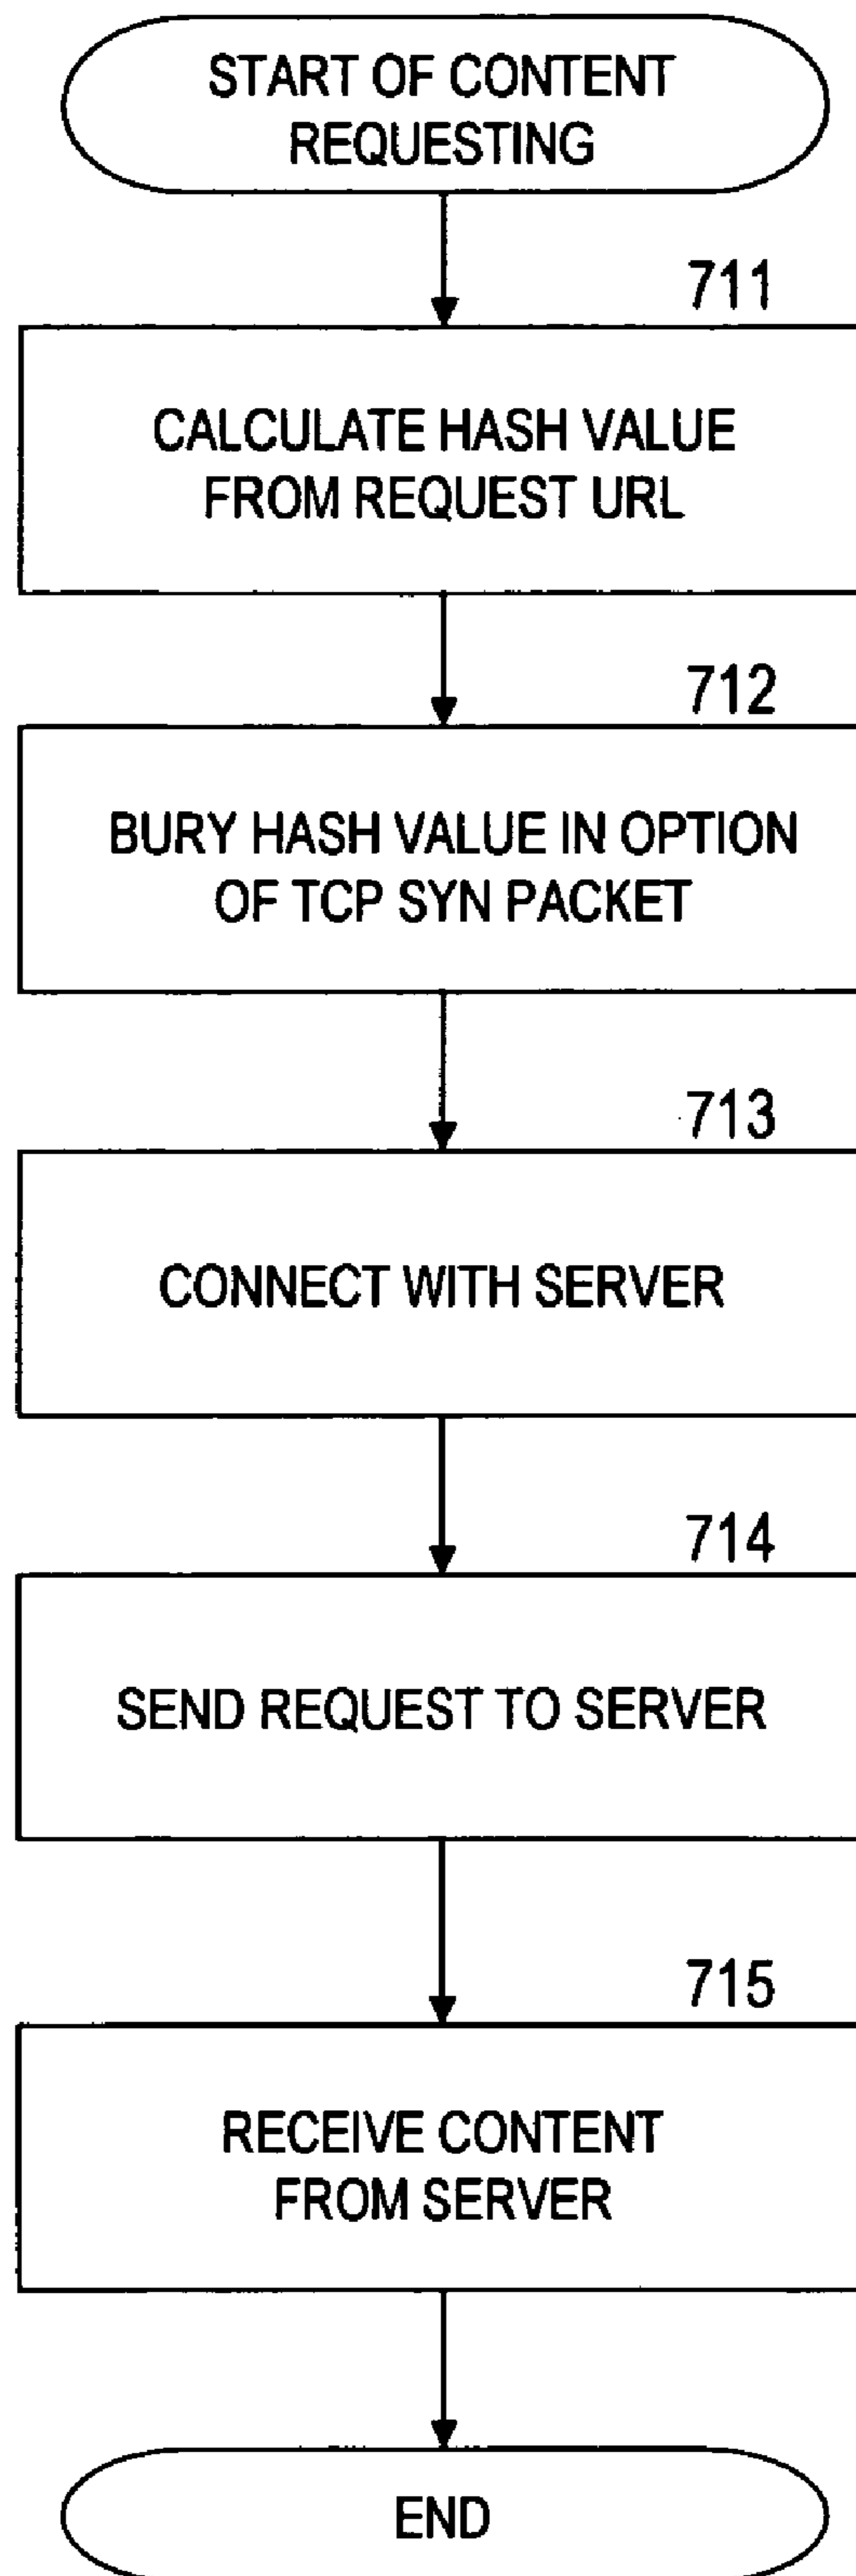 START OF CONTENT
REQUESTING
711
CALCULATE HASH VALUE
FROM REQUEST URL
712
BURY HASH VALUE IN OPTION
OF TCP SYN PACKET
713
CONNECT WITH SERVER
714
SEND REQUEST TO SERVER
715
RECEIVE CONTENT
FROM SERVER
END